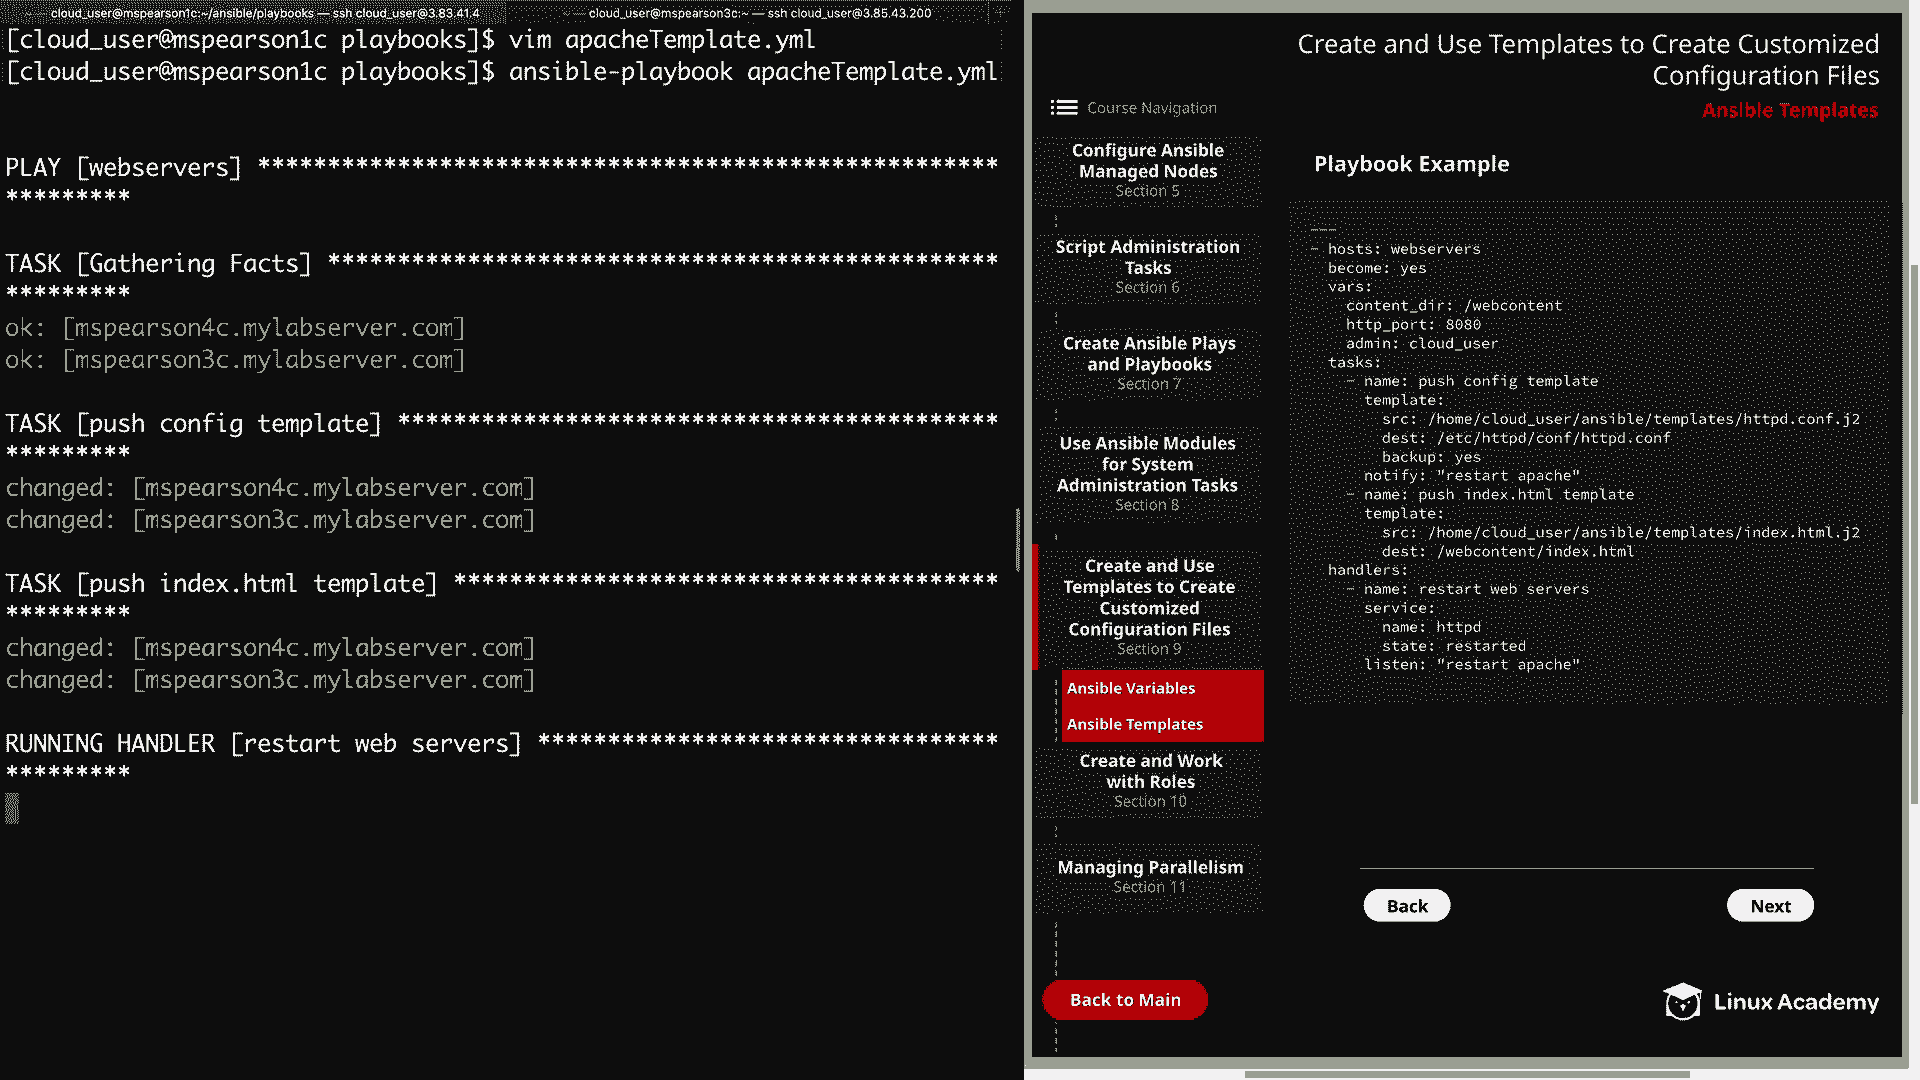 cloud_user@mspearson1c:~/ansible/playbooks — ssh cloud_user@3.83.41.4
cloud_user@mspearson3c:~ — ssh cloud_user@3.85.43.200
[cloud_user@mspearson1c playbooks]$ vim apacheTemplate.yml
[cloud_user@mspearson1c playbooks]$ ansible-playbook apacheTemplate.yml
PLAY [webservers] *****************************************************
*********
TASK [Gathering Facts] ************************************************
*********
ok: [mspearson4c.mylabserver.com]
ok: [mspearson3c.mylabserver.com]
TASK [push config template] *******************************************
*********
changed: [mspearson4c.mylabserver.com]
changed: [mspearson3c.mylabserver.com]
TASK [push index.html template] ***************************************
*********
changed: [mspearson4c.mylabserver.com]
changed: [mspearson3c.mylabserver.com]
RUNNING HANDLER [restart web servers] *********************************
*********
Create and Use Templates to Create Customized
Configuration Files
Ansible Templates
Course Navigation
Configure Ansible
Managed Nodes
Section 5
Script Administration
Tasks
Section 6
Create Ansible Plays
and Playbooks
Section 7
Use Ansible Modules
for System
Administration Tasks
Section 8
Create and Use
Templates to Create
Customized
Configuration Files
Section 9
Ansible Variables
Ansible Templates
Create and Work
with Roles
Section 10
Managing Parallelism
Section 11
Back to Main
Playbook Example
---
- hosts: webservers
  become: yes
  vars:
    content_dir: /webcontent
    http_port: 8080
    admin: cloud_user
  tasks:
    - name: push config template
      template:
        src: /home/cloud_user/ansible/templates/httpd.conf.j2
        dest: /etc/httpd/conf/httpd.conf
        backup: yes
      notify: "restart apache"
    - name: push index.html template
      template:
        src: /home/cloud_user/ansible/templates/index.html.j2
        dest: /webcontent/index.html
  handlers:
    - name: restart web servers
      service:
        name: httpd
        state: restarted
      listen: "restart apache"
Back
Next
Linux Academy